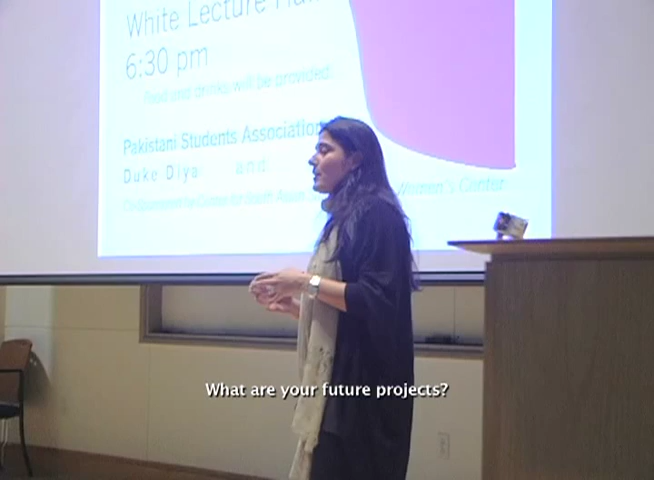 White Lecture Hall
6:30 pm
Food and drinks will be provided.
Pakistani Students Association
Duke Diya and
Women's Center
What are your future projects?